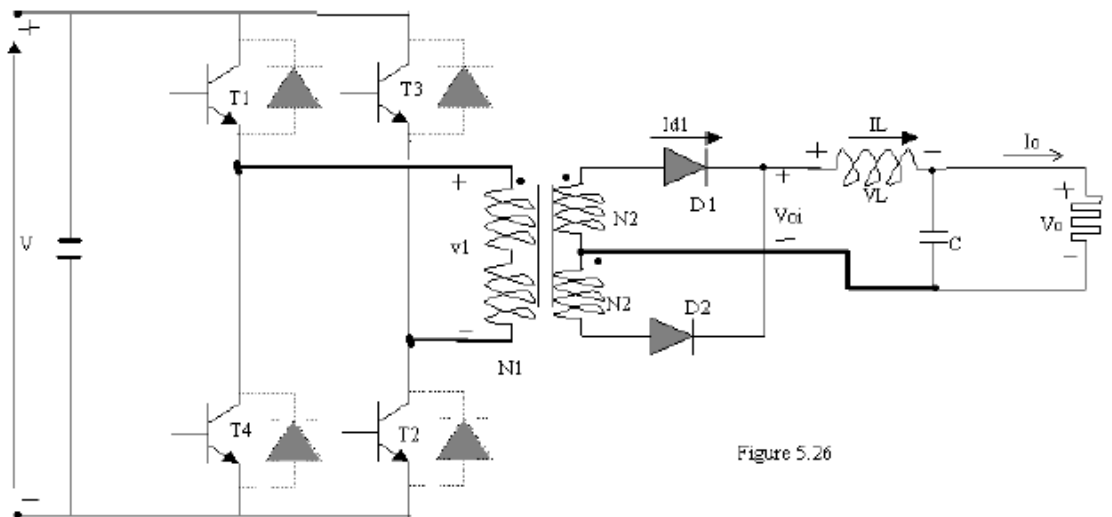 +
T1
T3
Id1
IL
Io
+
-
+
+
+
V
v1
N2
D1
Voi
VL
C
Vo
-
-
N2
D2
-
N1
T4
T2
-
Figure 5.26